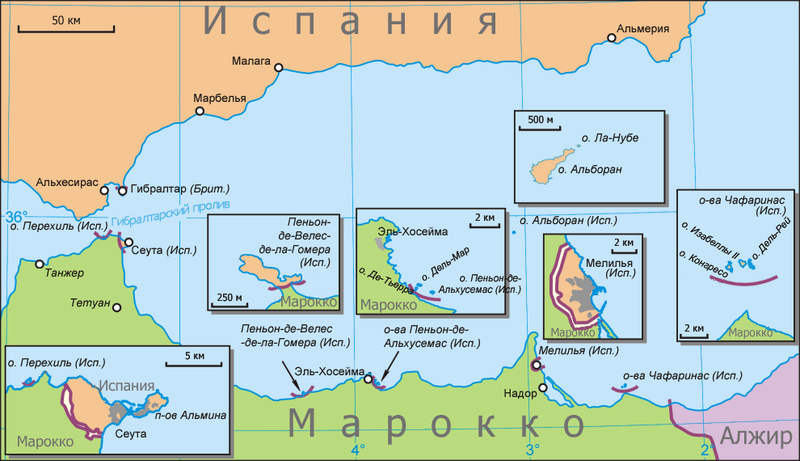 50 км
Испания
Альмерия
Малага
Марбелья
500 м
о. Ла-Нубе
о. Альборан
Альхесирас
Гибралтар (Брит.)
36°
Гибралтарский пролив
о. Перехиль (Исп.)
Сеута (Исп.)
Танжер
Тетуан
Пеньон-
де-Велес-
де-ла-Гомера
(Исп.)
250 м
Марокко
2 км
Эль-Хосейма
о. Дель-Мар
о. Де-Тьерра
о. Пеньон-де-
Альхусемас (Исп.)
Марокко
о. Альборан (Исп.)
2 км
Мелилья
(Исп.)
Марокко
о-ва Чафаринас
(Исп.)
о. Изабеллы II
о. Дель-Рей
о. Конгресо
2 км
Марокко
Пеньон-де-Велес
-де-ла-Гомера (Исп.)
о-ва Пеньон-де-
Альхусемас (Исп.)
Эль-Хосейма
Мелилья (Исп.)
Надор
о-ва Чафаринас (Исп.)
5 км
о. Перехиль (Исп.)
Испания
п-ов Альмина
Марокко
Сеута
Марокко
Алжир
4°
3°
2°